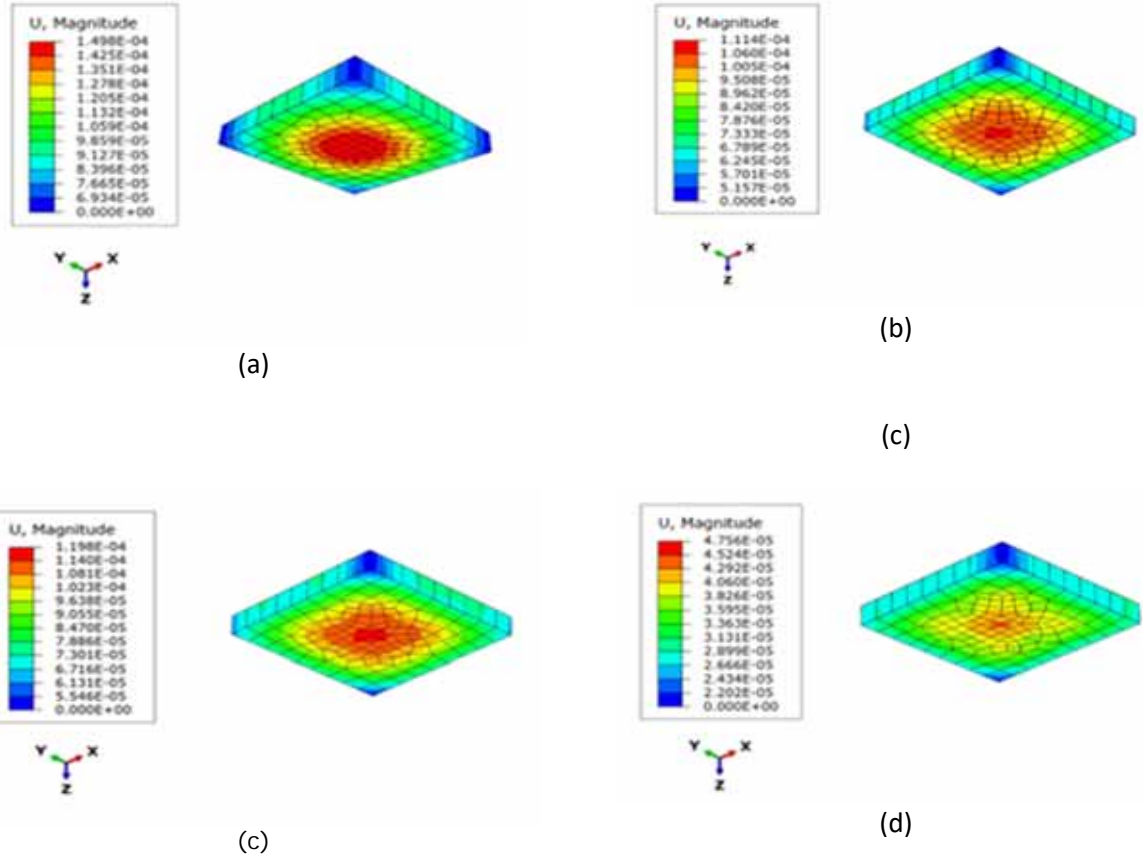 U, Magnitude
1.498E-04
1.425E-04
1.351E-04
1.278E-04
1.205E-04
1.132E-04
1.059E-04
9.859E-05
9.127E-05
8.396E-05
7.665E-05
6.934E-05
0.000E+00
Y X
Z
(a)
U, Magnitude
1.114E-04
1.060E-04
1.005E-04
9.508E-05
8.962E-05
8.420E-05
7.876E-05
7.333E-05
6.789E-05
6.245E-05
5.701E-05
5.157E-05
0.000E+00
Y X
Z
(b)
(c)
U, Magnitude
1.198E-04
1.140E-04
1.081E-04
1.023E-04
9.638E-05
9.055E-05
8.470E-05
7.886E-05
7.301E-05
6.716E-05
6.131E-05
5.546E-05
0.000E+00
Y X
Z
(c)
U, Magnitude
4.756E-05
4.524E-05
4.292E-05
4.060E-05
3.826E-05
3.595E-05
3.363E-05
3.131E-05
2.899E-05
2.666E-05
2.434E-05
2.202E-05
0.000E+00
Y X
Z
(d)